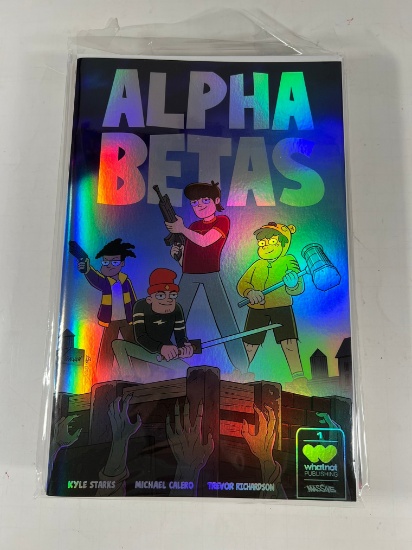 ALPHA
BETAS
1
whatnot
PUBLISHING
KYLE STARKS MICHAEL CALERO TREVOR RICHARDSON